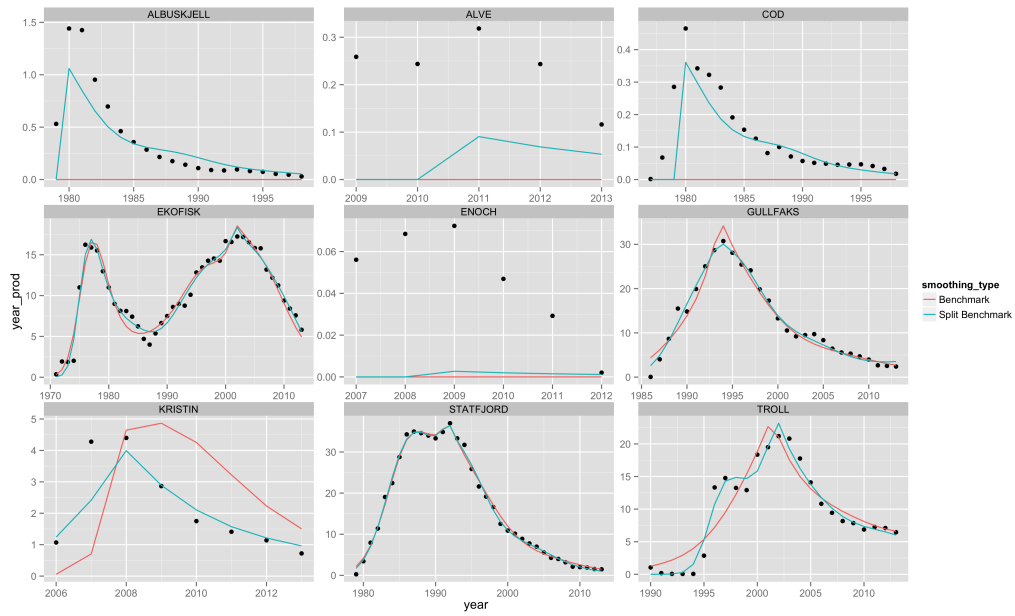 ALBUSKJELL
ALVE
COD
1.5
1.0
0.5
0.0
1980 1985 1990 1995
0.3
0.2
0.1
0.0
2009 2010 2011 2012 2013
0.4
0.3
0.2
0.1
0.0
1980 1985 1990 1995
EKOFISK
ENOCH
GULLFAKS
15
10
5
0
1970 1980 1990 2000 2010
0.06
0.04
0.02
0.00
2007 2008 2009 2010 2011 2012
30
20
10
0
1985 1990 1995 2000 2005 2010
KRISTIN
STATFJORD
TROLL
5
4
3
2
1
0
2006 2008 2010 2012
30
20
10
0
1980 1990 2000 2010
20
15
10
5
0
1990 1995 2000 2005 2010
year_prod
year
smoothing_type
Benchmark
Split Benchmark